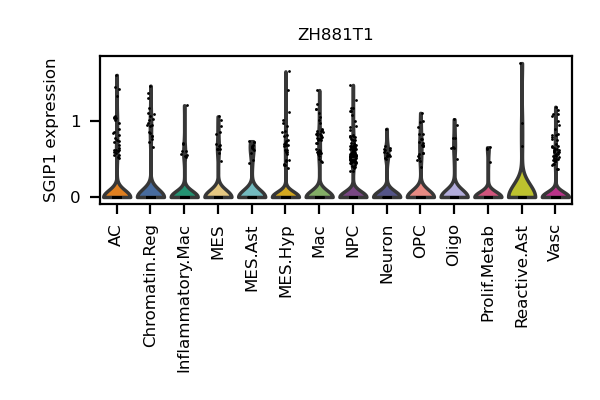 ZH881T1
SGIP1 expression
1
0
AC
Chromatin.Reg
Inflammatory.Mac
MES
MES.Ast
MES.Hyp
Mac
NPC
Neuron
OPC
Oligo
Prolif.Metab
Reactive.Ast
Vasc